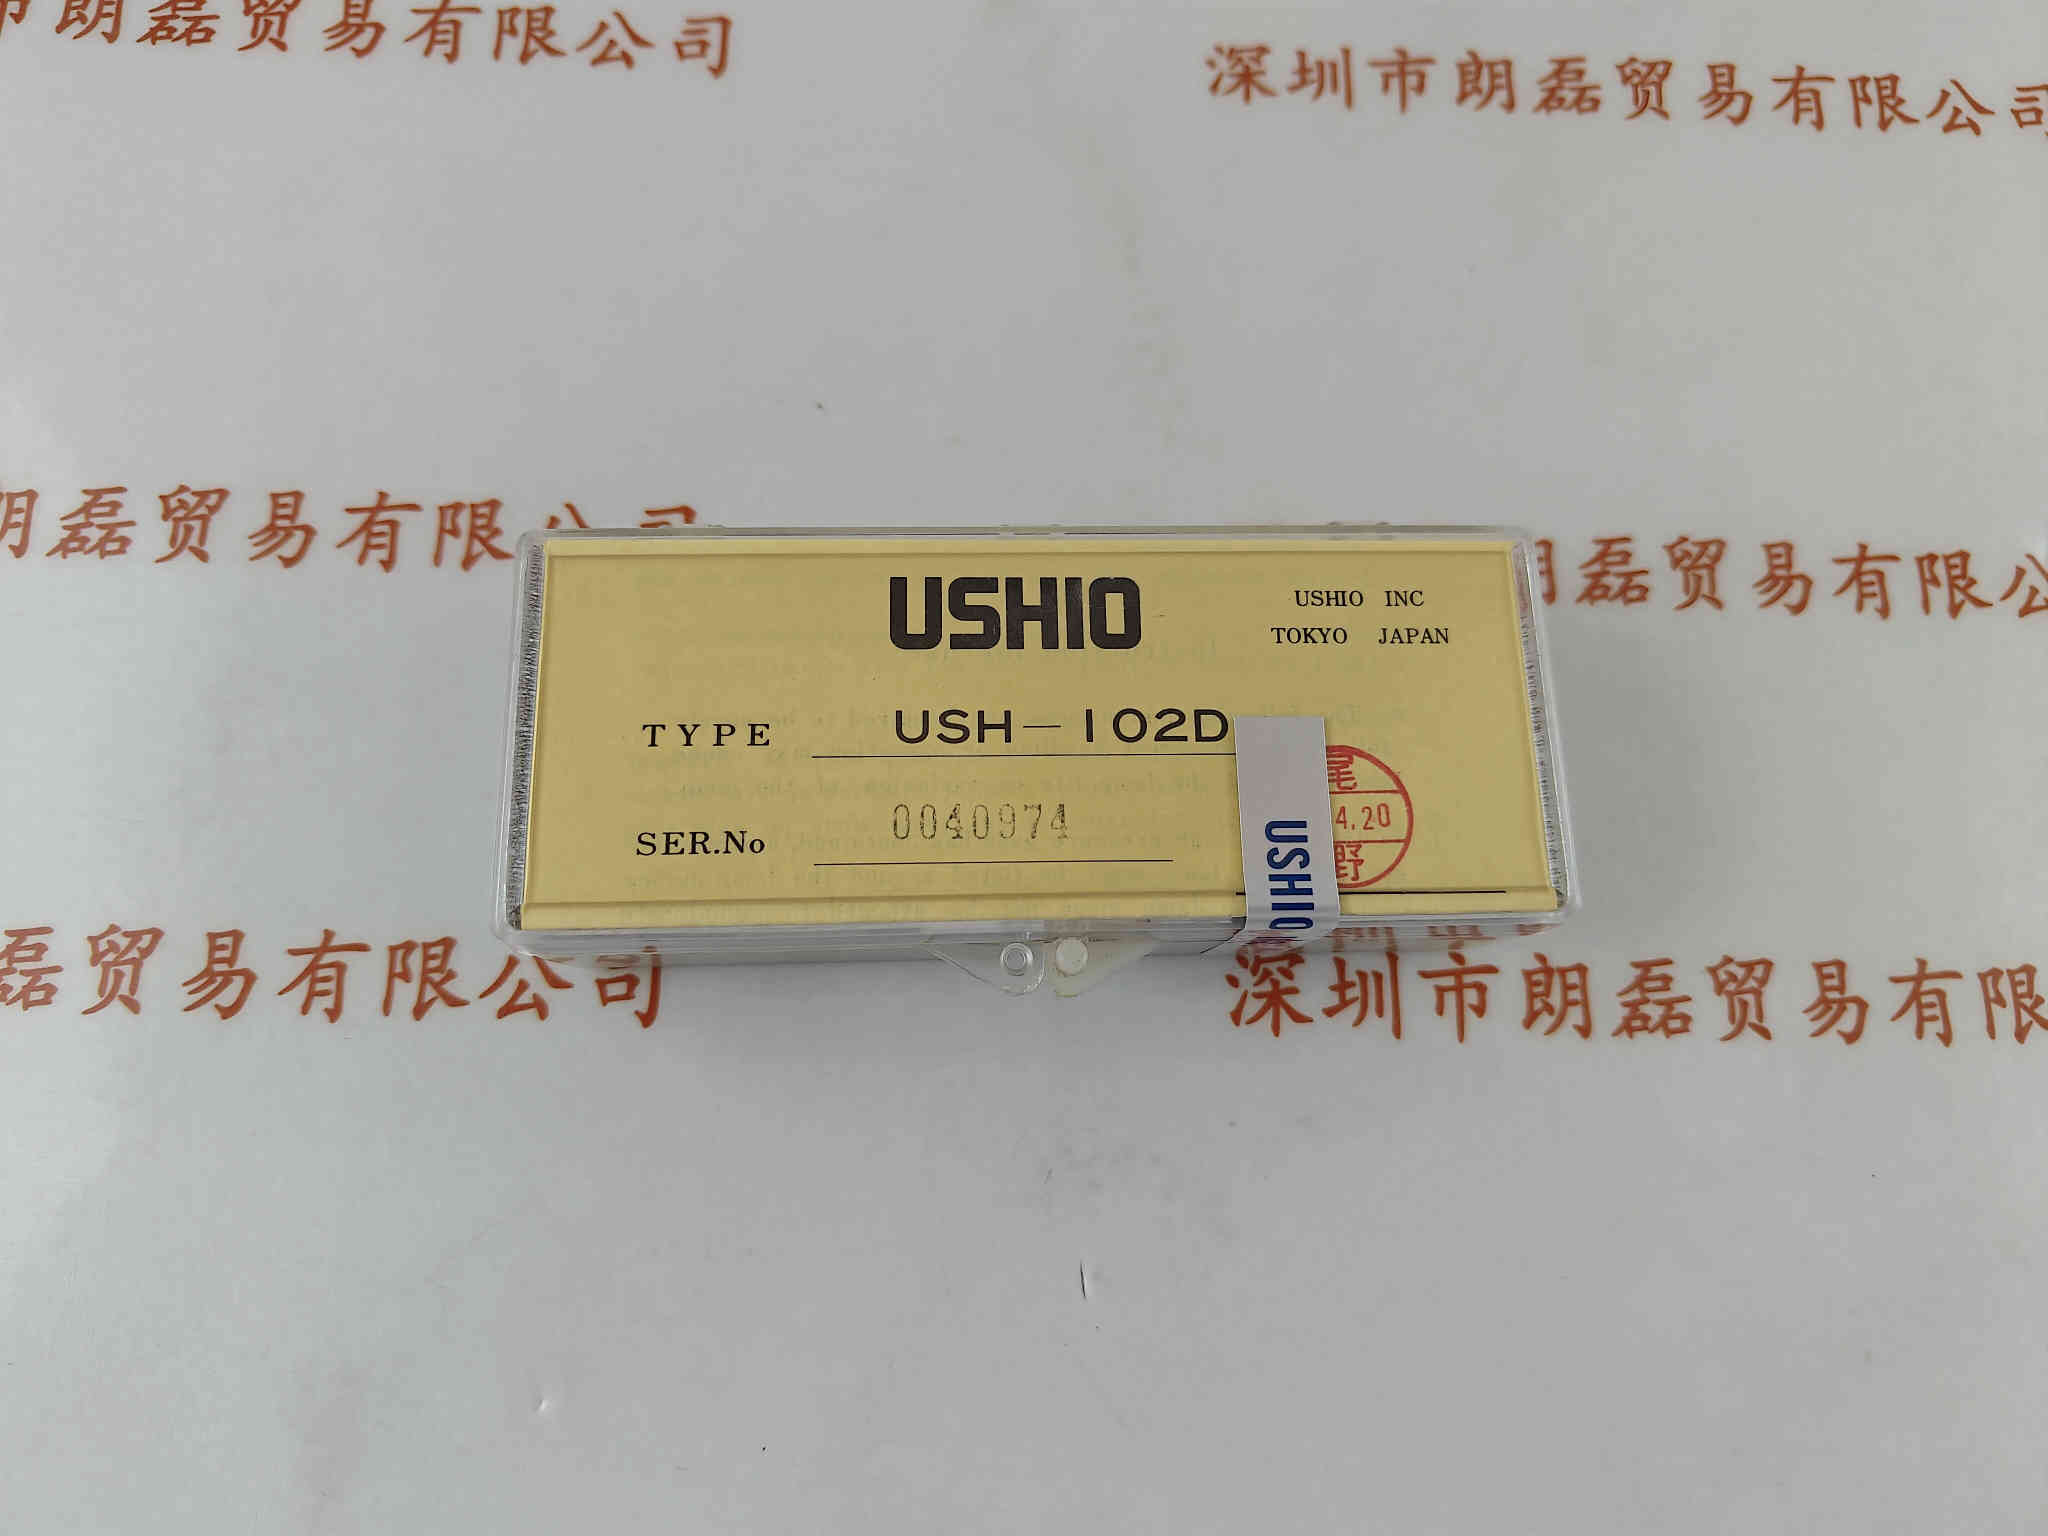 市朗磊贸易有限公司
深圳市朗磊贸易有限公司
朗磊贸易有限公司
朗磊贸易有限公
USHIO
USHIO INC
TOKYO JAPAN
TYPE USH-102D
SER.No 0040974
尾
4.20
野
USHIO
磊贸易有限公司
深圳市朗磊贸易有限